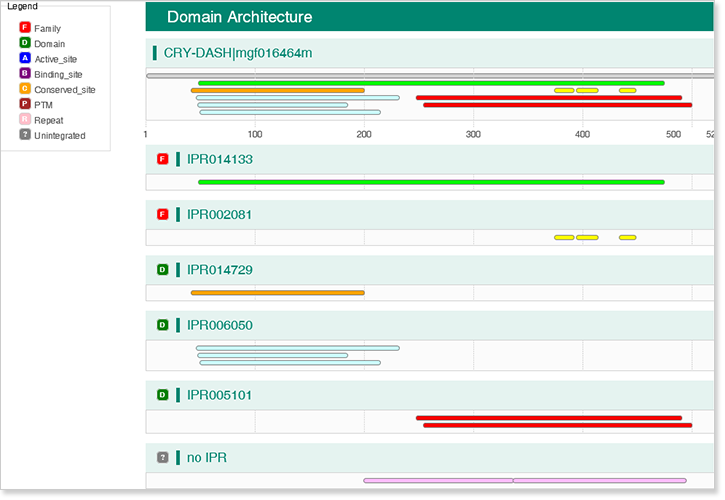 Legend
F Family
D Domain
A Active_site
B Binding_site
C Conserved_site
P PTM
R Repeat
? Unintegrated
Domain Architecture
CRY-DASH|mgf016464m
1 100 200 300 400 500 52
F IPR014133
F IPR002081
D IPR014729
D IPR006050
D IPR005101
? no IPR